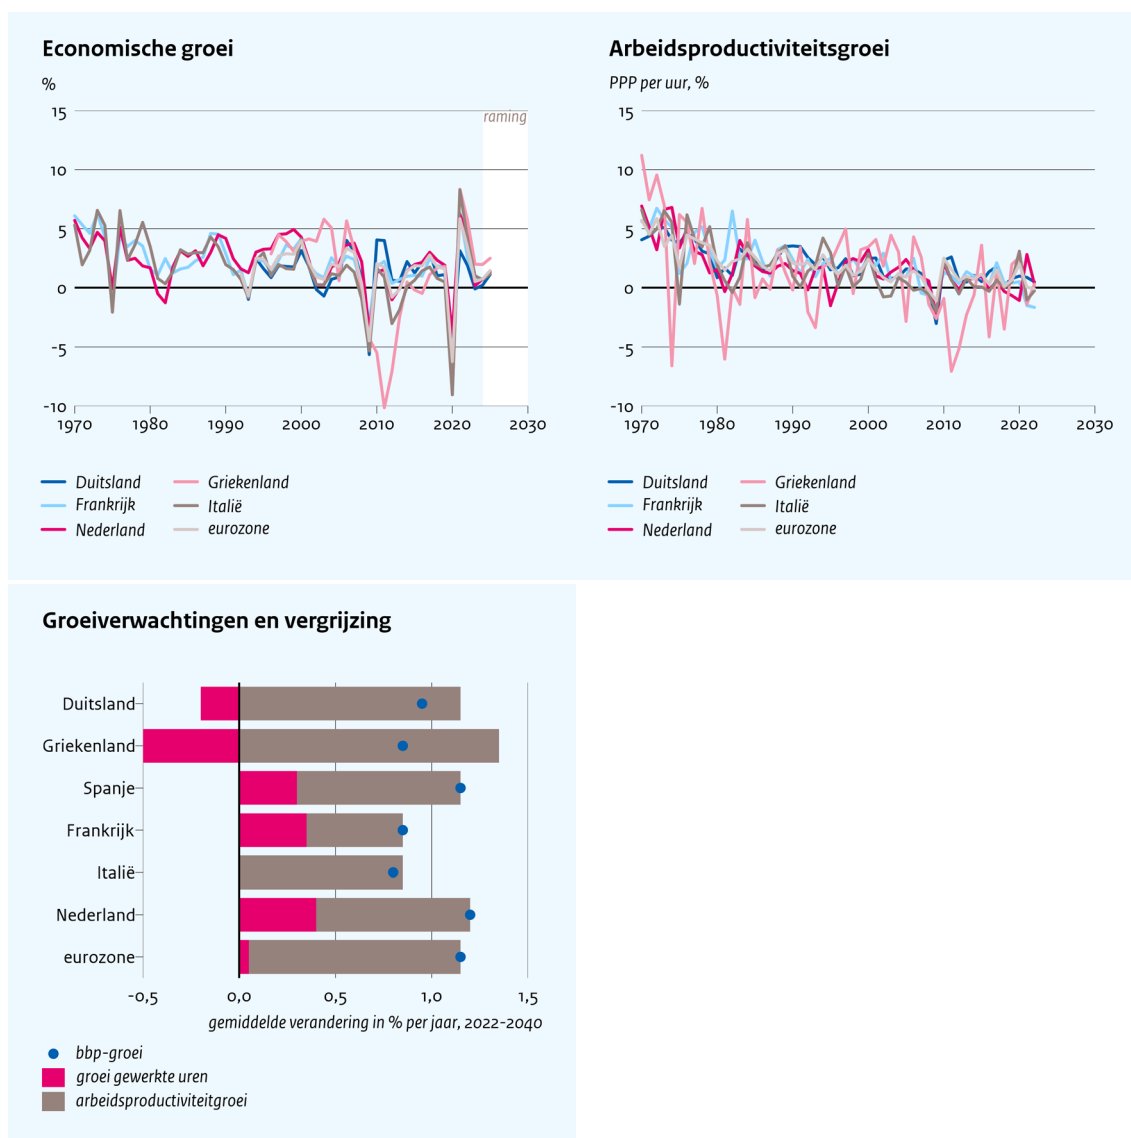 Economische groei
%
15
10
5
0
-5
-10
raming
1970
1980
1990
2000
2010
2020
2030
Duitsland
Frankrijk
Nederland
Griekenland
Italië
eurozone
Arbeidsproductiviteitsgroei
PPP per uur, %
15
10
5
0
-5
-10
1970
1980
1990
2000
2010
2020
2030
Duitsland
Frankrijk
Nederland
Griekenland
Italië
eurozone
Groeiverwachtingen en vergrijzing
Duitsland
Griekenland
Spanje
Frankrijk
Italië
Nederland
eurozone
-0,5
0,0
0,5
1,0
1,5
gemiddelde verandering in % per jaar, 2022-2040
bbp-groei
groei gewerkte uren
arbeidsproductiviteitgroei